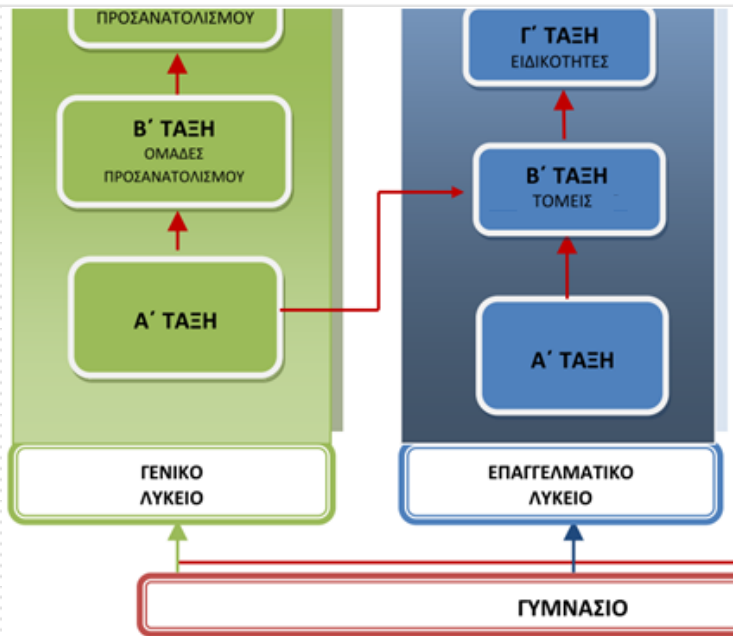 ΠΡΟΣΑΝΑΤΟΛΙΣΜΟΥ
Β΄ ΤΑΞΗ
ΟΜΑΔΕΣ
ΠΡΟΣΑΝΑΤΟΛΙΣΜΟΥ
Α΄ ΤΑΞΗ
ΓΕΝΙΚΟ
ΛΥΚΕΙΟ
Γ΄ ΤΑΞΗ
ΕΙΔΙΚΟΤΗΤΕΣ
Β΄ ΤΑΞΗ
ΤΟΜΕΙΣ
Α΄ ΤΑΞΗ
ΕΠΑΓΓΕΛΜΑΤΙΚΟ
ΛΥΚΕΙΟ
ΓΥΜΝΑΣΙΟ